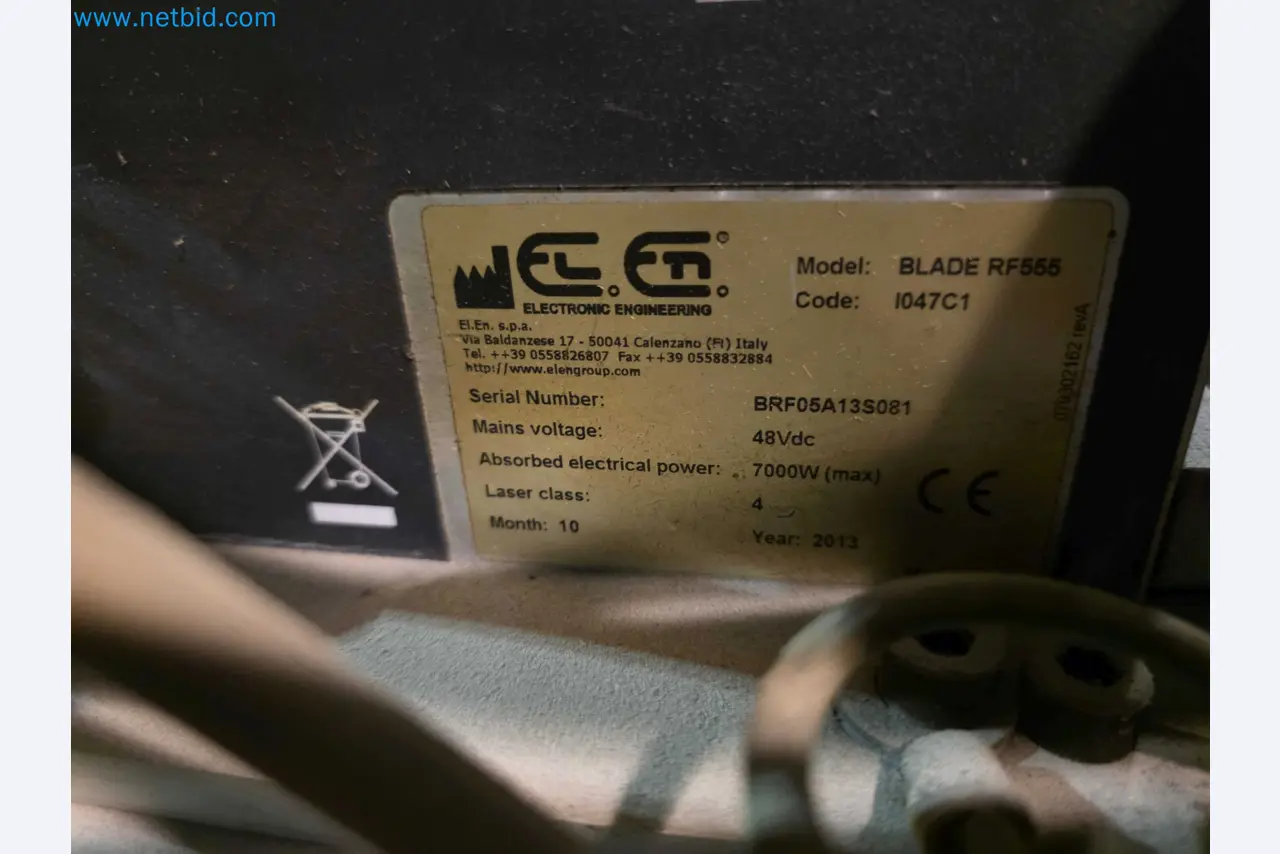 www.netbid.com
EL.En.®
ELECTRONIC ENGINEERING
Model: BLADE RF555
Code: I047C1
El.En. s.p.a.
Via Baldanzese 17 - 50041 Calenzano (FI) Italy
Tel. ++39 0558826807 Fax ++39 0558832884
http://www.elengroup.com
Serial Number: BRF05A13S081
Mains voltage: 48Vdc
Absorbed electrical power: 7000W (max)
Laser class: 4
Month: 10 Year: 2013
CE
revA